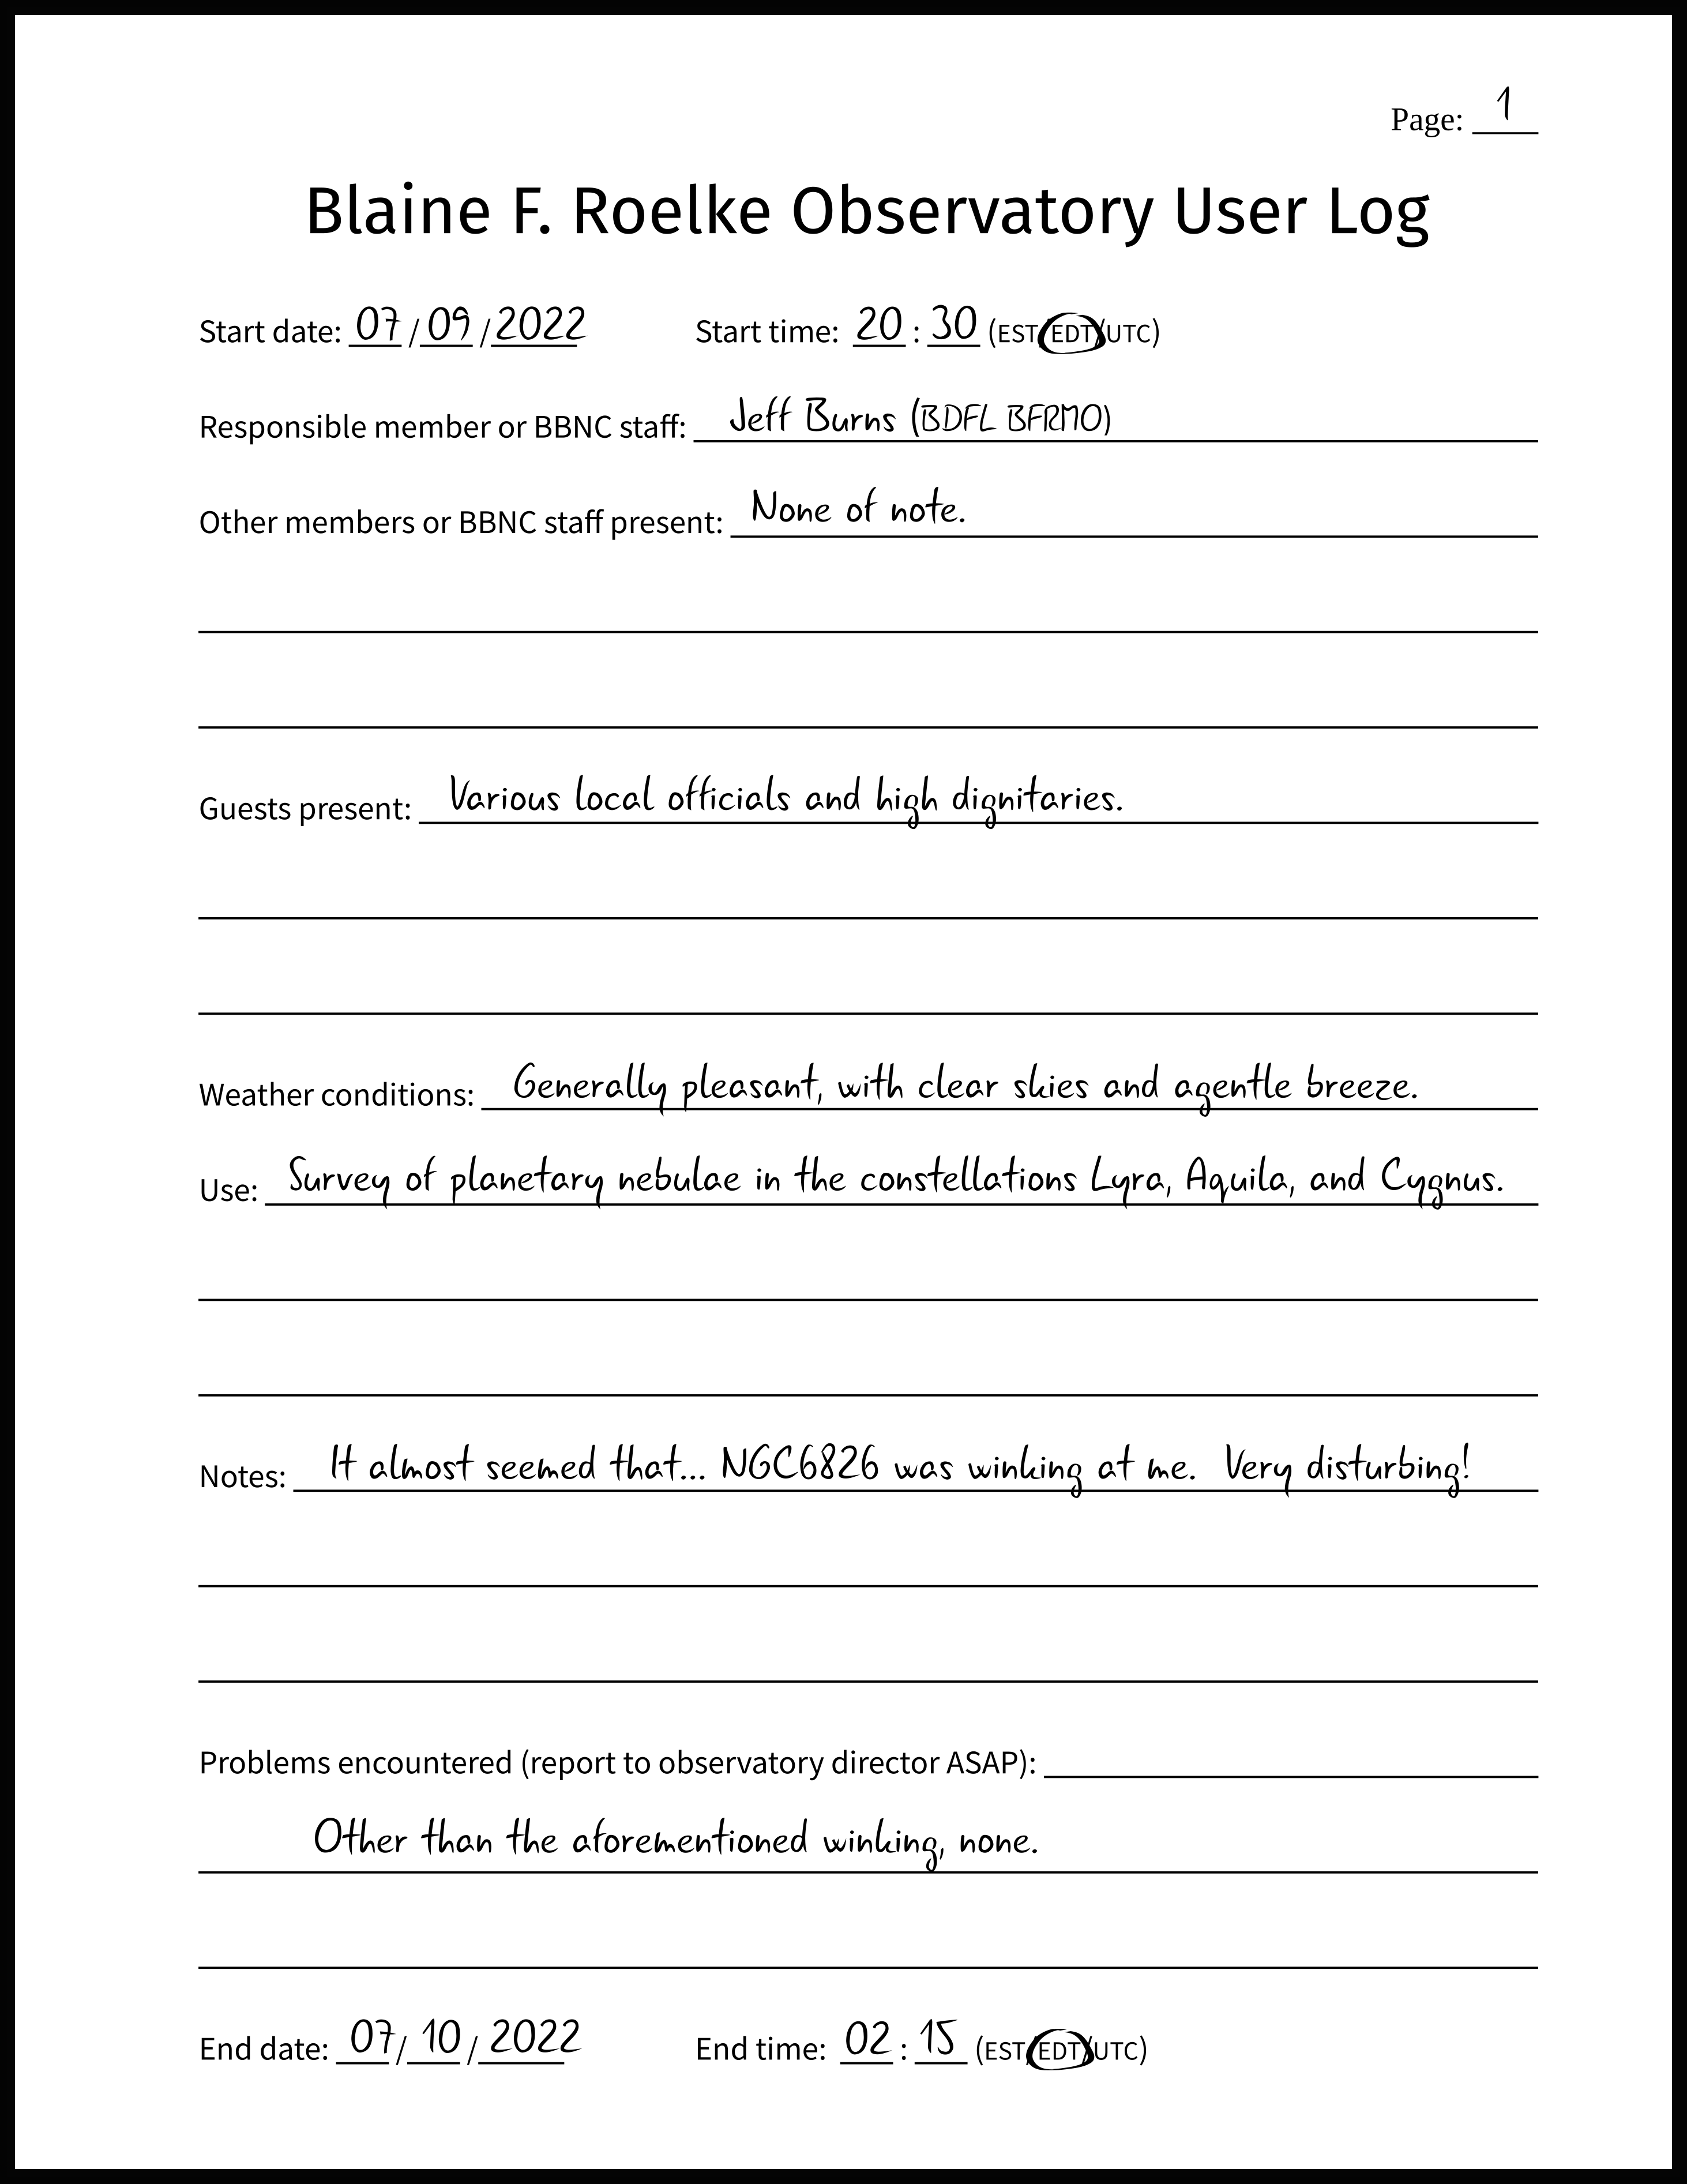 Page: 1
Blaine F. Roelke Observatory User Log
Start date: 07/09/2022 Start time: 20:30 (EST/EDT/UTC)
Responsible member or BBNC staff: Jeff Burns (BDFL BFRMO)
Other members or BBNC staff present: None of note.
Guests present: Various local officials and high dignitaries.
Weather conditions: Generally pleasant, with clear skies and a gentle breeze.
Use: Survey of planetary nebulae in the constellations Lyra, Aquila, and Cygnus.
Notes: It almost seemed that... NGC6826 was winking at me. Very disturbing!
Problems encountered (report to observatory director ASAP):
Other than the aforementioned winking, none.
End date: 07/10/2022 End time: 02:15 (EST/EDT/UTC)